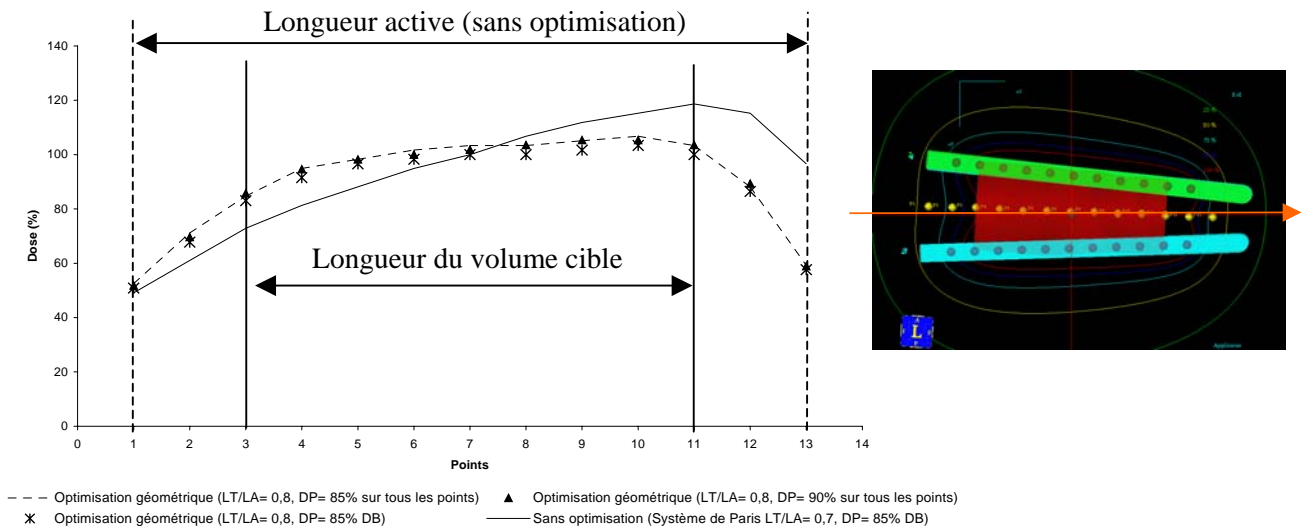 Longueur active (sans optimisation)
140
120
100
80
60
40
20
0
Dose (%)
Longueur du volume cible
0 1 2 3 4 5 6 7 8 9 10 11 12 13 14
Points
L
Optimisation géométrique (LT/LA= 0,8, DP= 85% sur tous les points)
Optimisation géométrique (LT/LA= 0,8, DP= 90% sur tous les points)
Optimisation géométrique (LT/LA= 0,8, DP= 85% DB)
Sans optimisation (Système de Paris LT/LA= 0,7, DP= 85% DB)